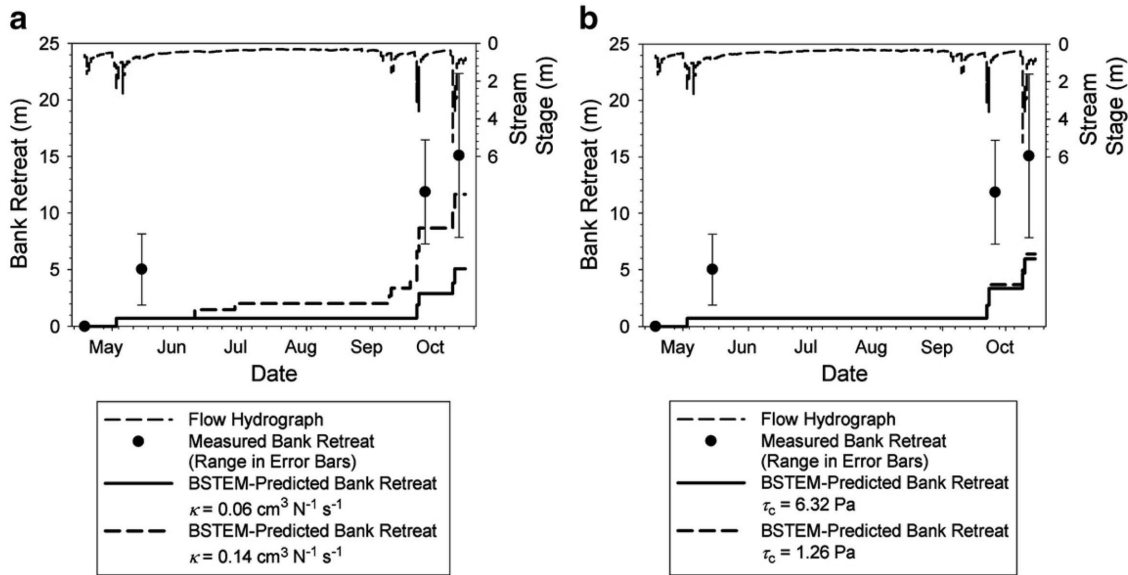 a
25
20
15
10
5
0
Bank Retreat (m)
0
2
4
6
Stream
Stage (m)
May Jun Jul Aug Sep Oct
Date
Flow Hydrograph
Measured Bank Retreat
(Range in Error Bars)
BSTEM-Predicted Bank Retreat
κ = 0.06 cm³ N⁻¹ s⁻¹
BSTEM-Predicted Bank Retreat
κ = 0.14 cm³ N⁻¹ s⁻¹
b
25
20
15
10
5
0
Bank Retreat (m)
0
2
4
6
Stream
Stage (m)
May Jun Jul Aug Sep Oct
Date
Flow Hydrograph
Measured Bank Retreat
(Range in Error Bars)
BSTEM-Predicted Bank Retreat
τc = 6.32 Pa
BSTEM-Predicted Bank Retreat
τc = 1.26 Pa